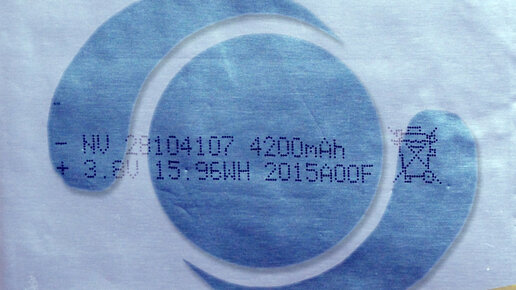 - NV 28104107 4200mAh
+ 3.8V 15.96WH 2015A00F